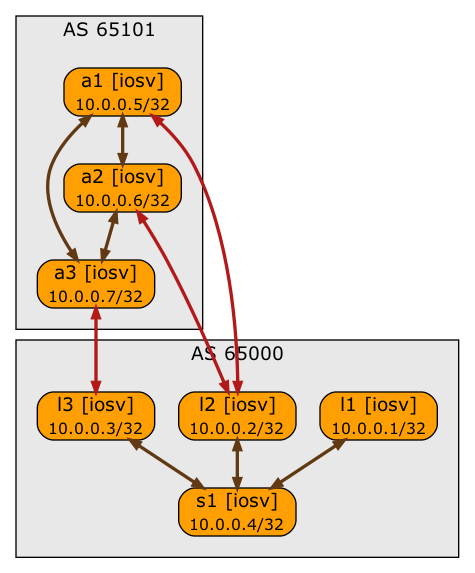 AS 65101
a1 [iosv]
10.0.0.5/32
a2 [iosv]
10.0.0.6/32
a3 [iosv]
10.0.0.7/32
AS 65000
l3 [iosv]
10.0.0.3/32
l2 [iosv]
10.0.0.2/32
l1 [iosv]
10.0.0.1/32
s1 [iosv]
10.0.0.4/32